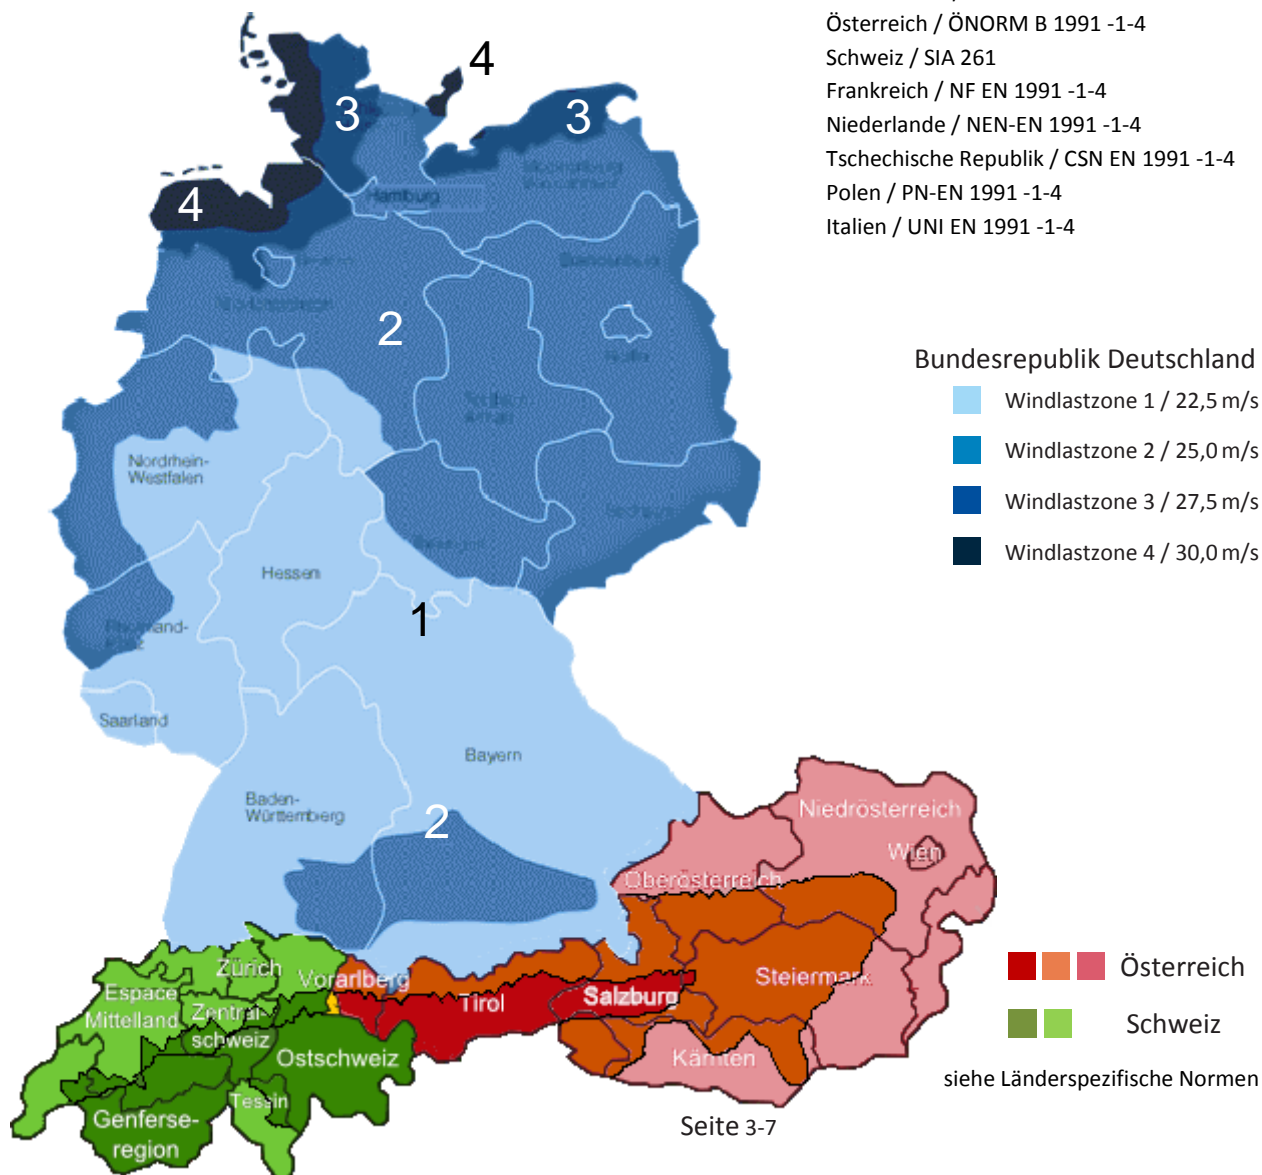 Österreich / ÖNORM B 1991 -1-4
Schweiz / SIA 261
Frankreich / NF EN 1991 -1-4
Niederlande / NEN-EN 1991 -1-4
Tschechische Republik / CSN EN 1991 -1-4
Polen / PN-EN 1991 -1-4
Italien / UNI EN 1991 -1-4
4
3
3
4
Hamburg
2
Bundesrepublik Deutschland
Windlastzone 1 / 22,5 m/s
Windlastzone 2 / 25,0 m/s
Windlastzone 3 / 27,5 m/s
Windlastzone 4 / 30,0 m/s
Nordrhein-
Westfalen
Hessen
1
Rheinland-
Saarland
Bayern
Baden-
Württemberg
2
Niedrösterreich
Wien
Oberösterreich
Zürich
Vorarlberg
Espace
Mittelland
Zentral-
schweiz
Tirol
Salzburg
Steiermark
Ostschweiz
Kärnten
Tessin
Genferse-
region
Österreich
Schweiz
siehe Länderspezifische Normen
Seite 3-7